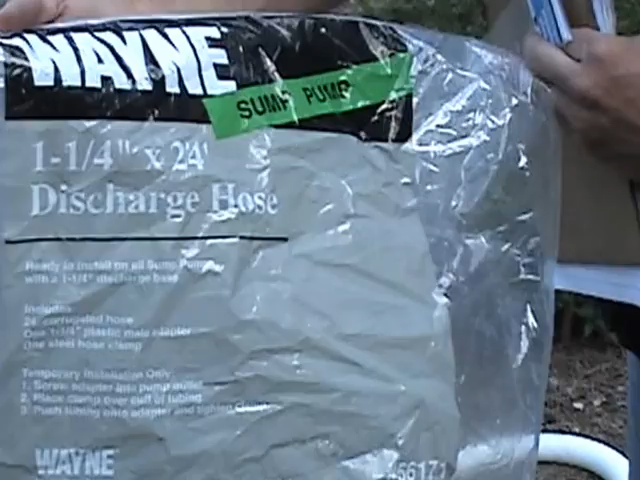 WAYNE
SUMP PUMP
1-1/4" x 24'
Discharge Hose
Ready to install on all Sump Pumps
with a 1-1/4" discharge base
Includes:
24' corrugated hose
One 1-1/4" plastic male adapter
One steel hose clamp
Temporary Installation Only:
1. Screw adapter into pump outlet
2. Place clamp over cuff of tubing
3. Push tubing onto adapter and tighten
WAYNE
56171